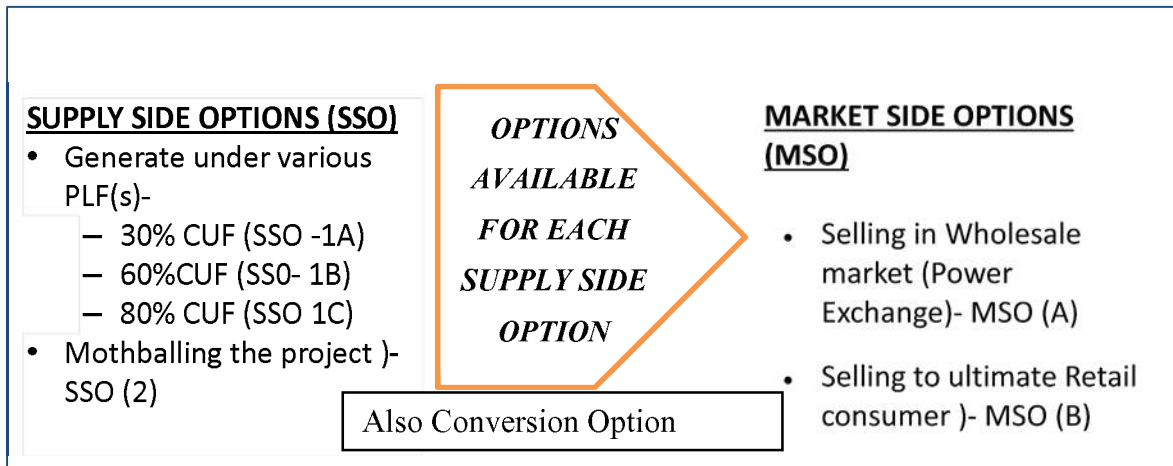 SUPPLY SIDE OPTIONS (SSO)
• Generate under various
PLF(s)-
– 30% CUF (SSO -1A)
– 60%CUF (SS0- 1B)
– 80% CUF (SSO 1C)
• Mothballing the project )-
SSO (2)
OPTIONS
AVAILABLE
FOR EACH
SUPPLY SIDE
OPTION
Also Conversion Option
MARKET SIDE OPTIONS
(MSO)
• Selling in Wholesale
market (Power
Exchange)- MSO (A)
• Selling to ultimate Retail
consumer )- MSO (B)